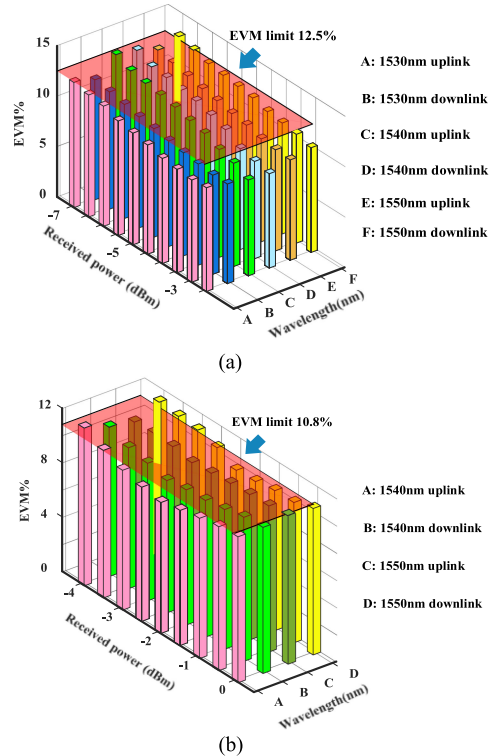 (a)
15
10
5
0
EVM%
EVM limit 12.5%
-7
-5
-3
Received power (dBm)
A
B
C
D
E
F
Wavelength(nm)
A: 1530nm uplink
B: 1530nm downlink
C: 1540nm uplink
D: 1540nm downlink
E: 1550nm uplink
F: 1550nm downlink
(a)
12
8
4
0
EVM%
EVM limit 10.8%
-4
-3
-2
-1
0
Received power (dBm)
A
B
C
D
Wavelength(nm)
A: 1540nm uplink
B: 1540nm downlink
C: 1550nm uplink
D: 1550nm downlink
(b)